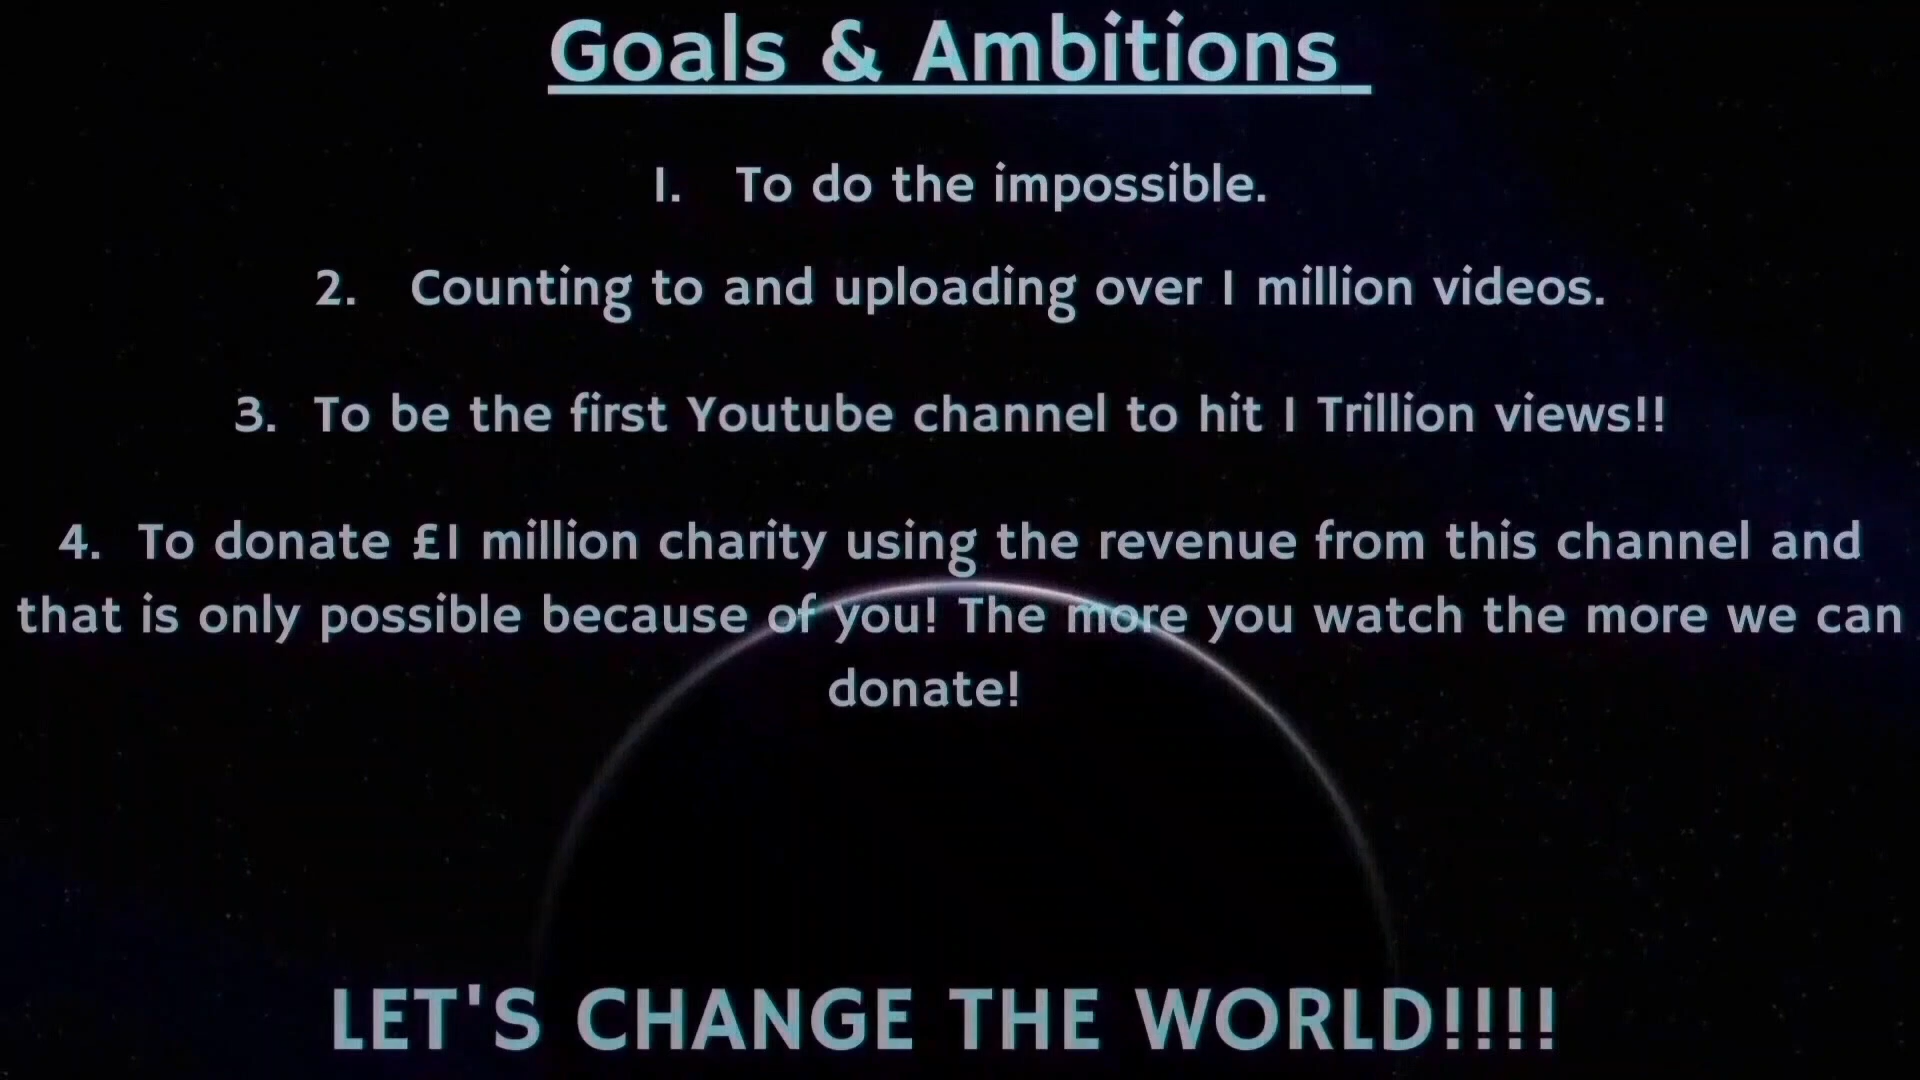 Goals & Ambitions
1. To do the impossible.
2. Counting to and uploading over 1 million videos.
3. To be the first Youtube channel to hit 1 Trillion views!!
4. To donate £1 million charity using the revenue from this channel and
that is only possible because of you! The more you watch the more we can
donate!
LET'S CHANGE THE WORLD!!!!